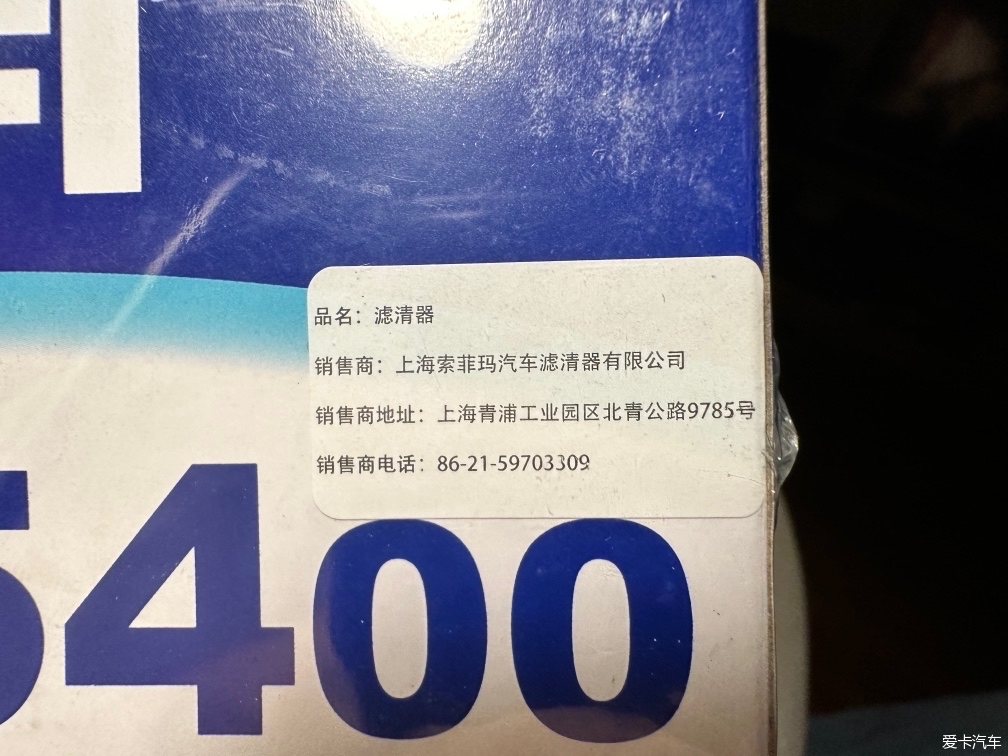 品名：滤清器
销售商：上海索菲玛汽车滤清器有限公司
销售商地址：上海青浦工业园区北青公路9785号
销售商电话：86-21-59703309
5400
爱卡汽车